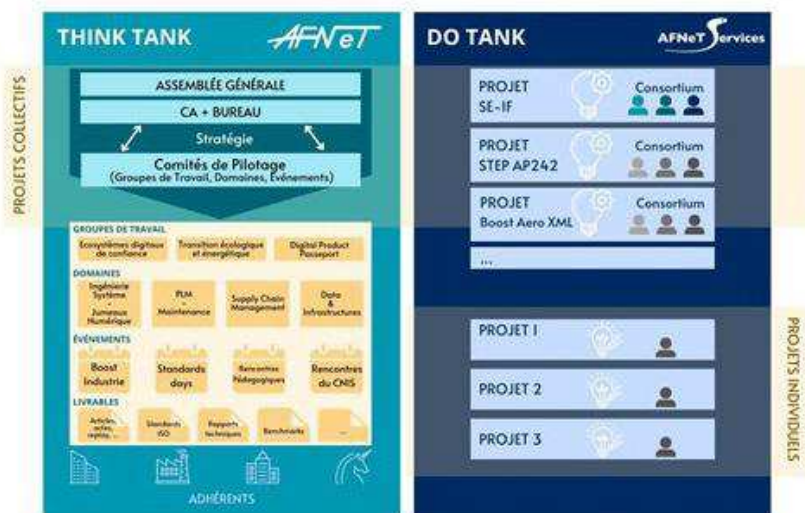 THINK TANK
AFNeT
PROJETS COLLECTIFS
ASSEMBLÉE GÉNÉRALE
CA + BUREAU
Stratégie
Comités de Pilotage
(Groupes de Travail, Domaines, Événements)
GROUPES DE TRAVAIL
Écosystèmes digitaux
de confiance
Transition écologique
et énergétique
Digital Product
Passeport
DOMAINES
Ingénierie
Système
-
Jumeaux
Numérique
PLM
-
Maintenance
Supply Chain
Management
Data
&
Infrastructures
ÉVÉNEMENTS
Boost
Industrie
Standards
days
Rencontres
Pédagogiques
Rencontres
du CNIS
LIVRABLES
Articles,
actes,
replay, ...
Standards
ISO
Rapports
techniques
Benchmarks
...
ADHÉRENTS
DO TANK
AFNeT Services
PROJET
SE-IF
Consortium
PROJET
STEP AP242
Consortium
PROJET
Boost Aero XML
Consortium
...
PROJET 1
PROJET 2
PROJET 3
PROJETS INDIVIDUELS